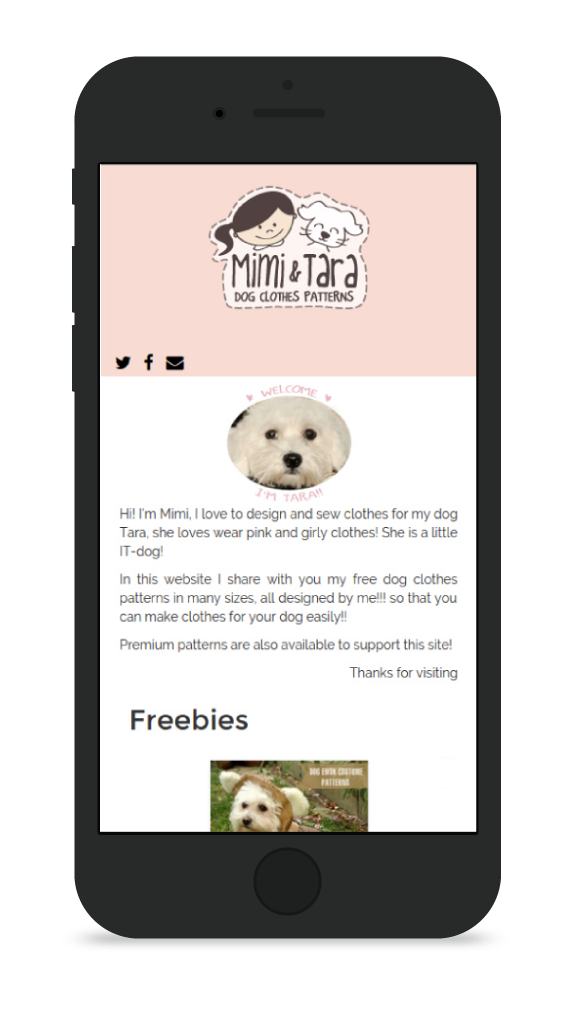 Mimi & Tara
DOG CLOTHES PATTERNS
WELCOME
I'M TARA!!
Hi! I'm Mimi, I love to design and sew clothes for my dog
Tara, she loves wear pink and girly clothes! She is a little
IT-dog!
In this website I share with you my free dog clothes
patterns in many sizes, all designed by me!!! so that you
can make clothes for your dog easily!!
Premium patterns are also available to support this site!
Thanks for visiting
Freebies
DOG EWOK COSTUME
PATTERNS